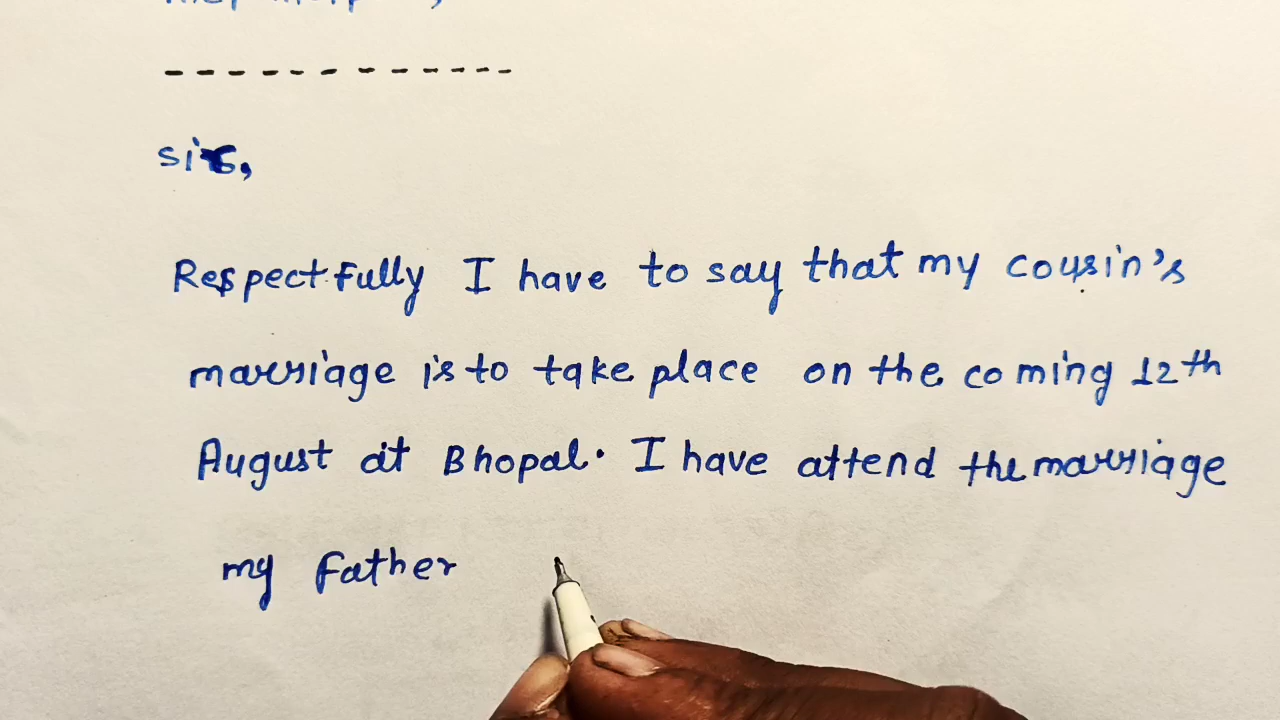 sir,
Respectfully I have to say that my cousin's
marriage is to take place on the coming 12th
August at Bhopal. I have attend the marriage
my father